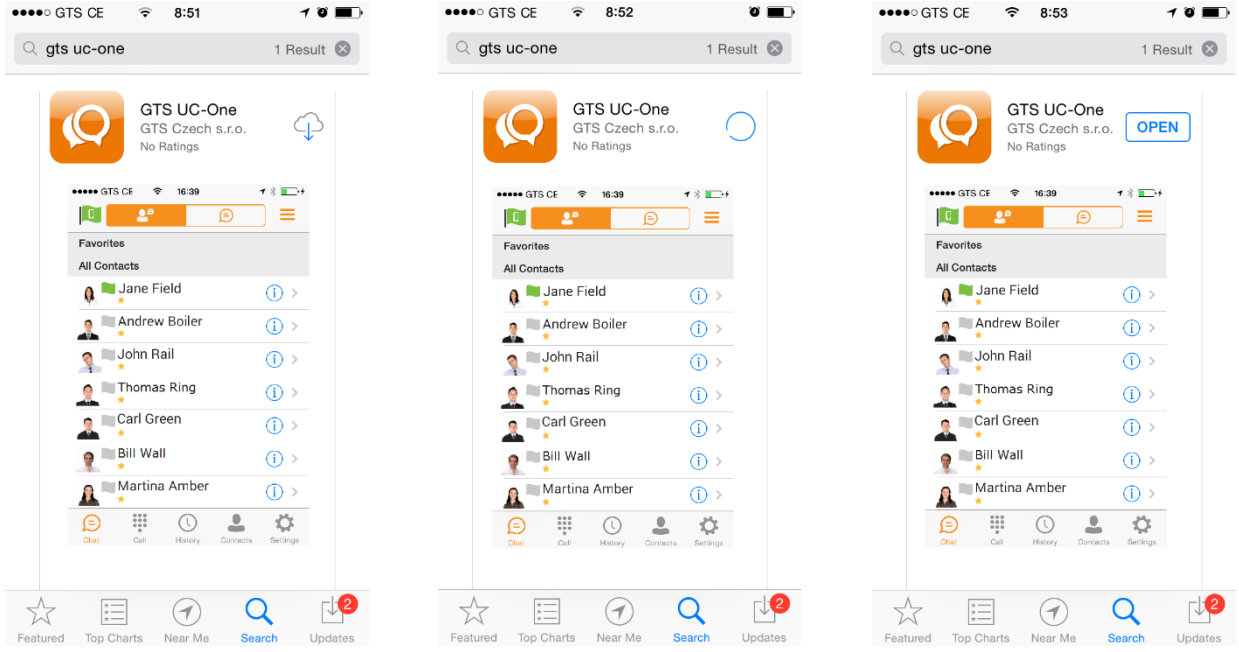 GTS CE 8:51
gts uc-one 1 Result
GTS UC-One
GTS Czech s.r.o.
No Ratings
GTS CE 16:39
Favorites
All Contacts
Jane Field
Andrew Boiler
John Rail
Thomas Ring
Carl Green
Bill Wall
Martina Amber
Chat Call History Contacts Settings
Featured Top Charts Near Me Search Updates 2
GTS CE 8:52
gts uc-one 1 Result
GTS UC-One
GTS Czech s.r.o.
No Ratings
GTS CE 16:39
Favorites
All Contacts
Jane Field
Andrew Boiler
John Rail
Thomas Ring
Carl Green
Bill Wall
Martina Amber
Chat Call History Contacts Settings
Featured Top Charts Near Me Search Updates 2
GTS CE 8:53
gts uc-one 1 Result
GTS UC-One
GTS Czech s.r.o. OPEN
No Ratings
GTS CE 16:39
Favorites
All Contacts
Jane Field
Andrew Boiler
John Rail
Thomas Ring
Carl Green
Bill Wall
Martina Amber
Chat Call History Contacts Settings
Featured Top Charts Near Me Search Updates 2